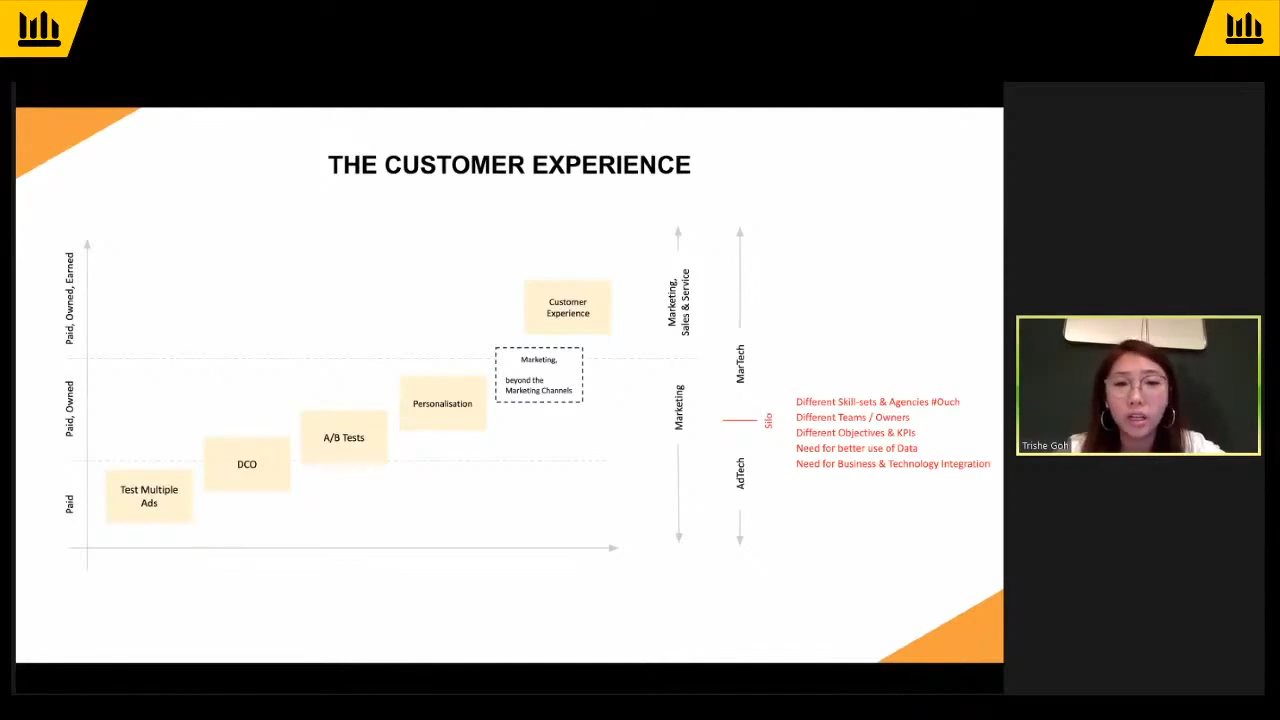 THE CUSTOMER EXPERIENCE
Paid, Owned, Earned
Paid, Owned
Paid
Test Multiple
Ads
DCO
A/B Tests
Personalisation
Marketing,
beyond the
Marketing Channels
Customer
Experience
Marketing,
Sales & Service
Marketing
MarTech
AdTech
Silo
Different Skill-sets & Agencies #Ouch
Different Teams / Owners
Different Objectives & KPIs
Need for better use of Data
Need for Business & Technology Integration
Trishe Goh